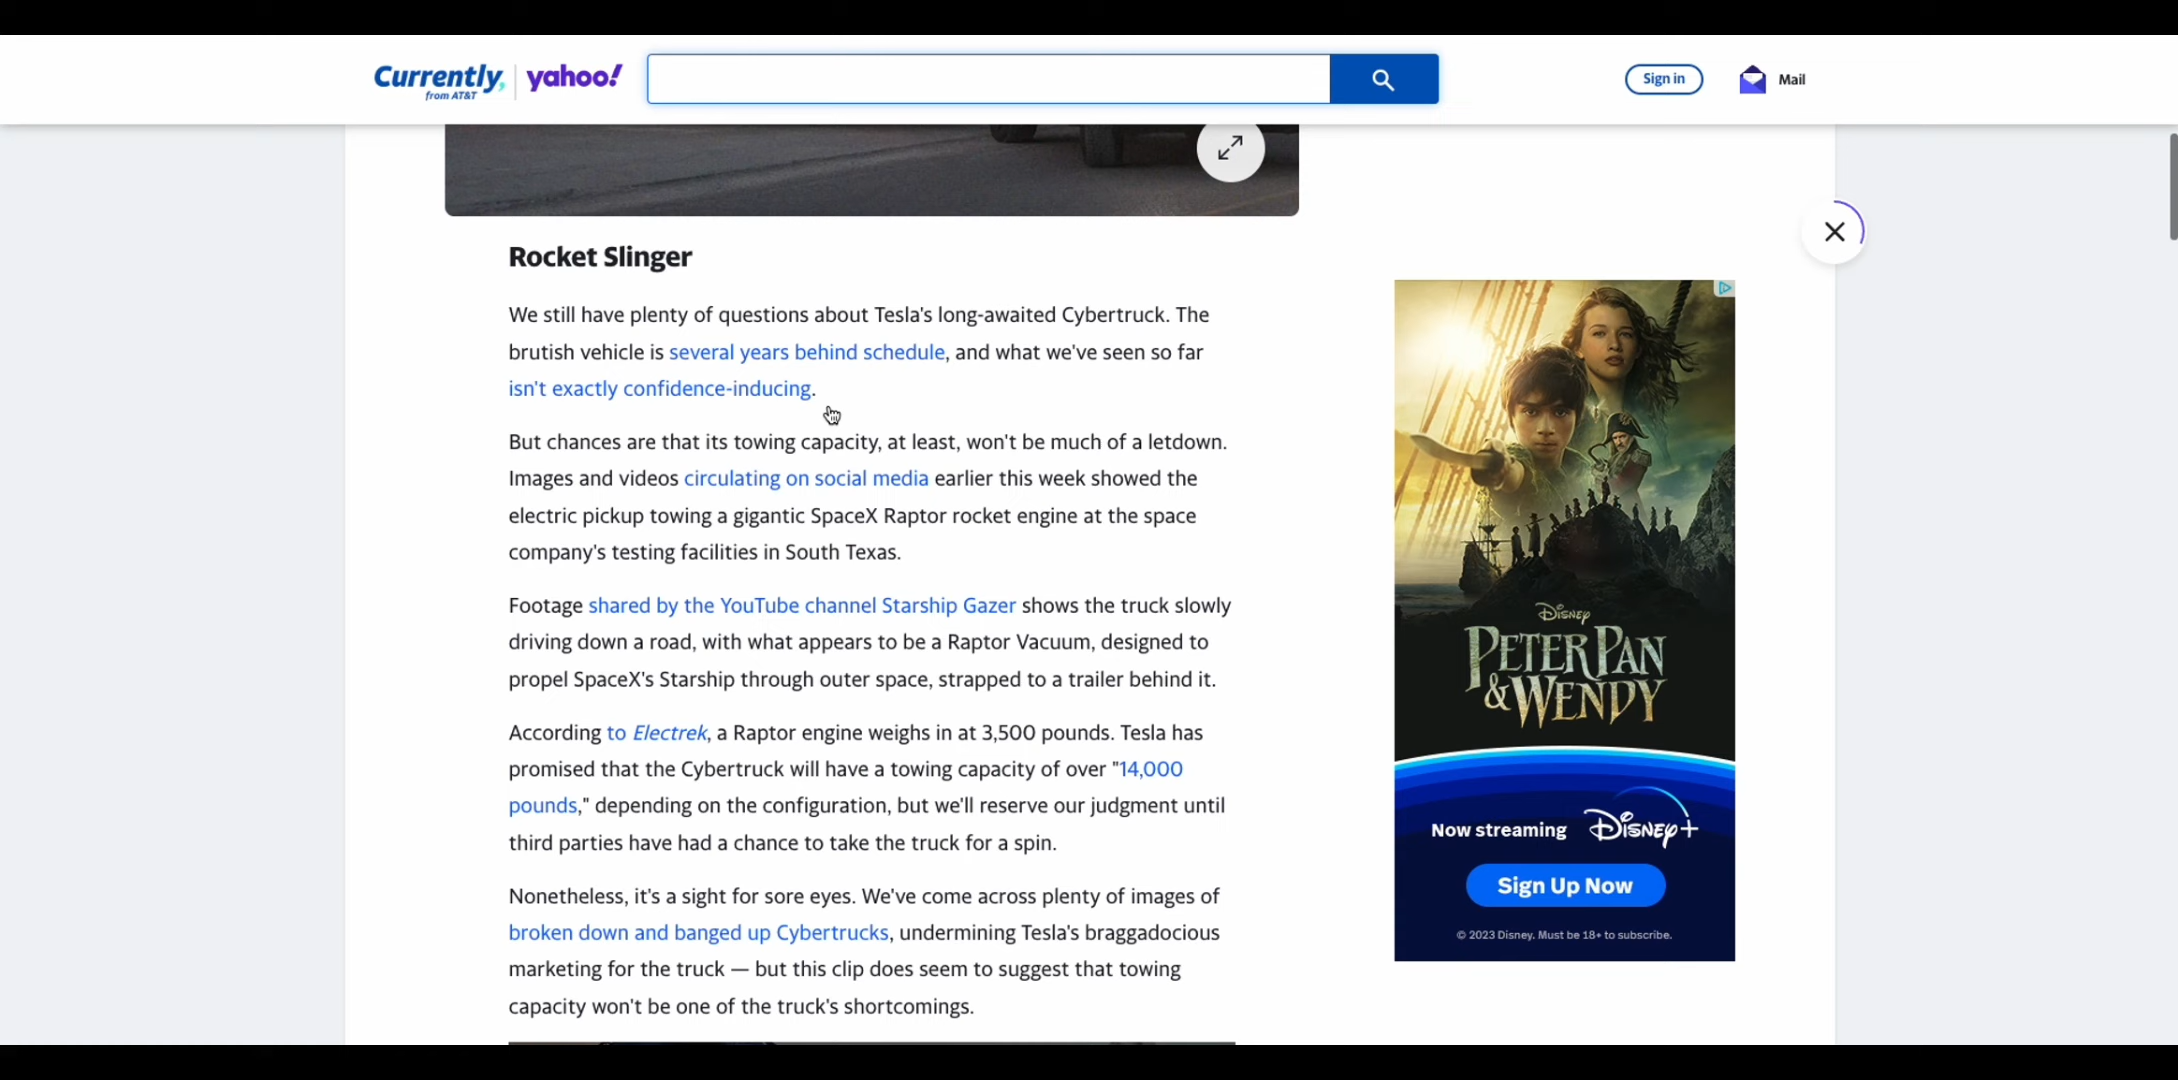 Currently,
from AT&T
yahoo!
Sign in
Mail
Rocket Slinger
We still have plenty of questions about Tesla's long-awaited Cybertruck. The
brutish vehicle is several years behind schedule, and what we've seen so far
isn't exactly confidence-inducing.
But chances are that its towing capacity, at least, won't be much of a letdown.
Images and videos circulating on social media earlier this week showed the
electric pickup towing a gigantic SpaceX Raptor rocket engine at the space
company's testing facilities in South Texas.
Footage shared by the YouTube channel Starship Gazer shows the truck slowly
driving down a road, with what appears to be a Raptor Vacuum, designed to
propel SpaceX's Starship through outer space, strapped to a trailer behind it.
According to Electrek, a Raptor engine weighs in at 3,500 pounds. Tesla has
promised that the Cybertruck will have a towing capacity of over "14,000
pounds," depending on the configuration, but we'll reserve our judgment until
third parties have had a chance to take the truck for a spin.
Nonetheless, it's a sight for sore eyes. We've come across plenty of images of
broken down and banged up Cybertrucks, undermining Tesla's braggadocious
marketing for the truck — but this clip does seem to suggest that towing
capacity won't be one of the truck's shortcomings.
Disney
PETER PAN
& WENDY
Now streaming Disney+
Sign Up Now
© 2023 Disney. Must be 18+ to subscribe.